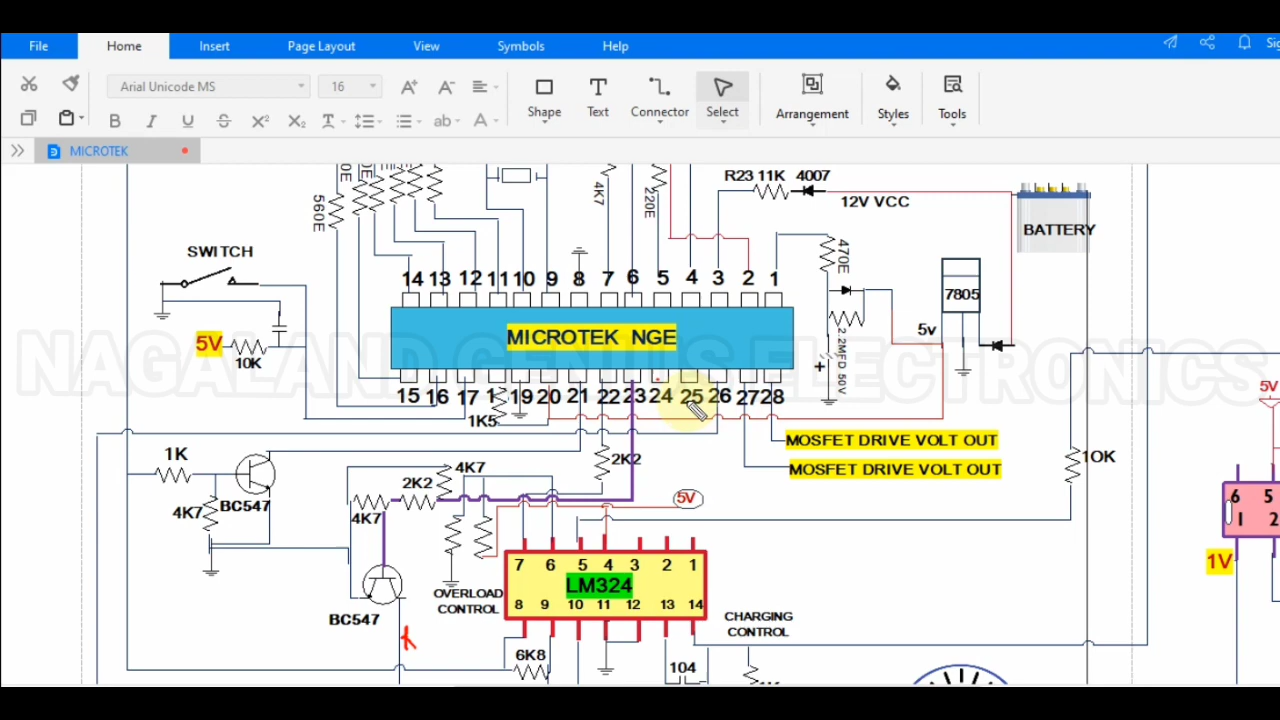 File Home Insert Page Layout View Symbols Help
Arial Unicode MS 16
Shape Text Connector Select Arrangement Styles Tools
MICROTEK
R23 11K 4007
12V VCC
BATTERY
560E
4K7
220E
470E
SWITCH
14 13 12 11 10 9 8 7 6 5 4 3 2 1
7805
5v
MICROTEK NGE
5V
10K
2.2MFD 50V
NAGALAND GENIUS ELECTRONICS
15 16 17 1 19 20 21 22 23 24 25 26 27 28
1K5
5V
MOSFET DRIVE VOLT OUT
MOSFET DRIVE VOLT OUT
1K
4K7
BC547
4K7
2K2
4K7
2K2
5V
1OK
6 5
1 2
1V
7 6 5 4 3 2 1
LM324
8 9 10 11 12 13 14
OVERLOAD
CONTROL
BC547
CHARGING
CONTROL
6K8
104